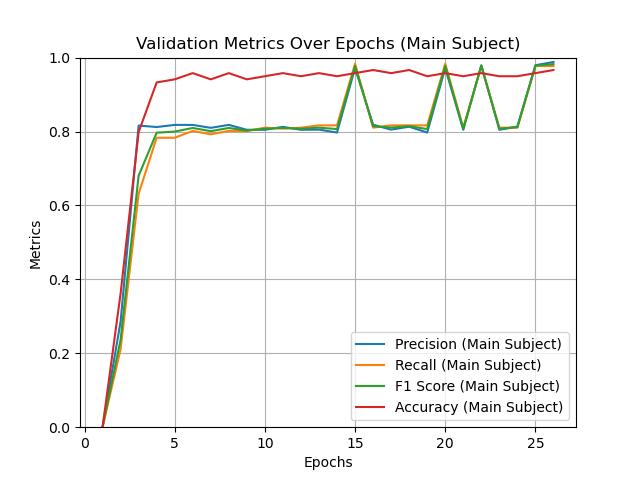 Validation Metrics Over Epochs (Main Subject)
1.0
0.8
0.6
0.4
0.2
0.0
Metrics
0 5 10 15 20 25
Epochs
Precision (Main Subject)
Recall (Main Subject)
F1 Score (Main Subject)
Accuracy (Main Subject)